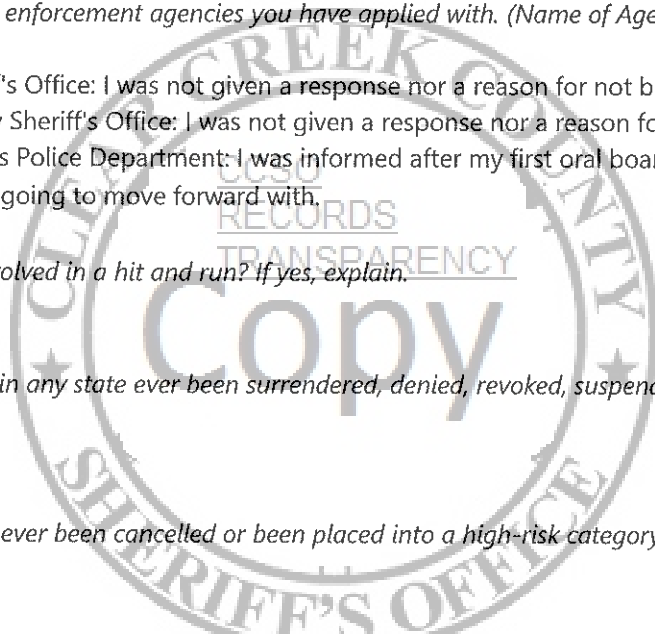 enforcement agencies you have applied with. (Name of Age
's Office: I was not given a response nor a reason for not b
Sheriff's Office: I was not given a response nor a reason fo
s Police Department: I was informed after my first oral boar
going to move forward with.
olved in a hit and run? If yes, explain.
in any state ever been surrendered, denied, revoked, suspend
ever been cancelled or been placed into a high-risk category
CLEAR CREEK COUNTY
CCSO
RECORDS
TRANSPARENCY
Copy
SHERIFF'S OFFICE